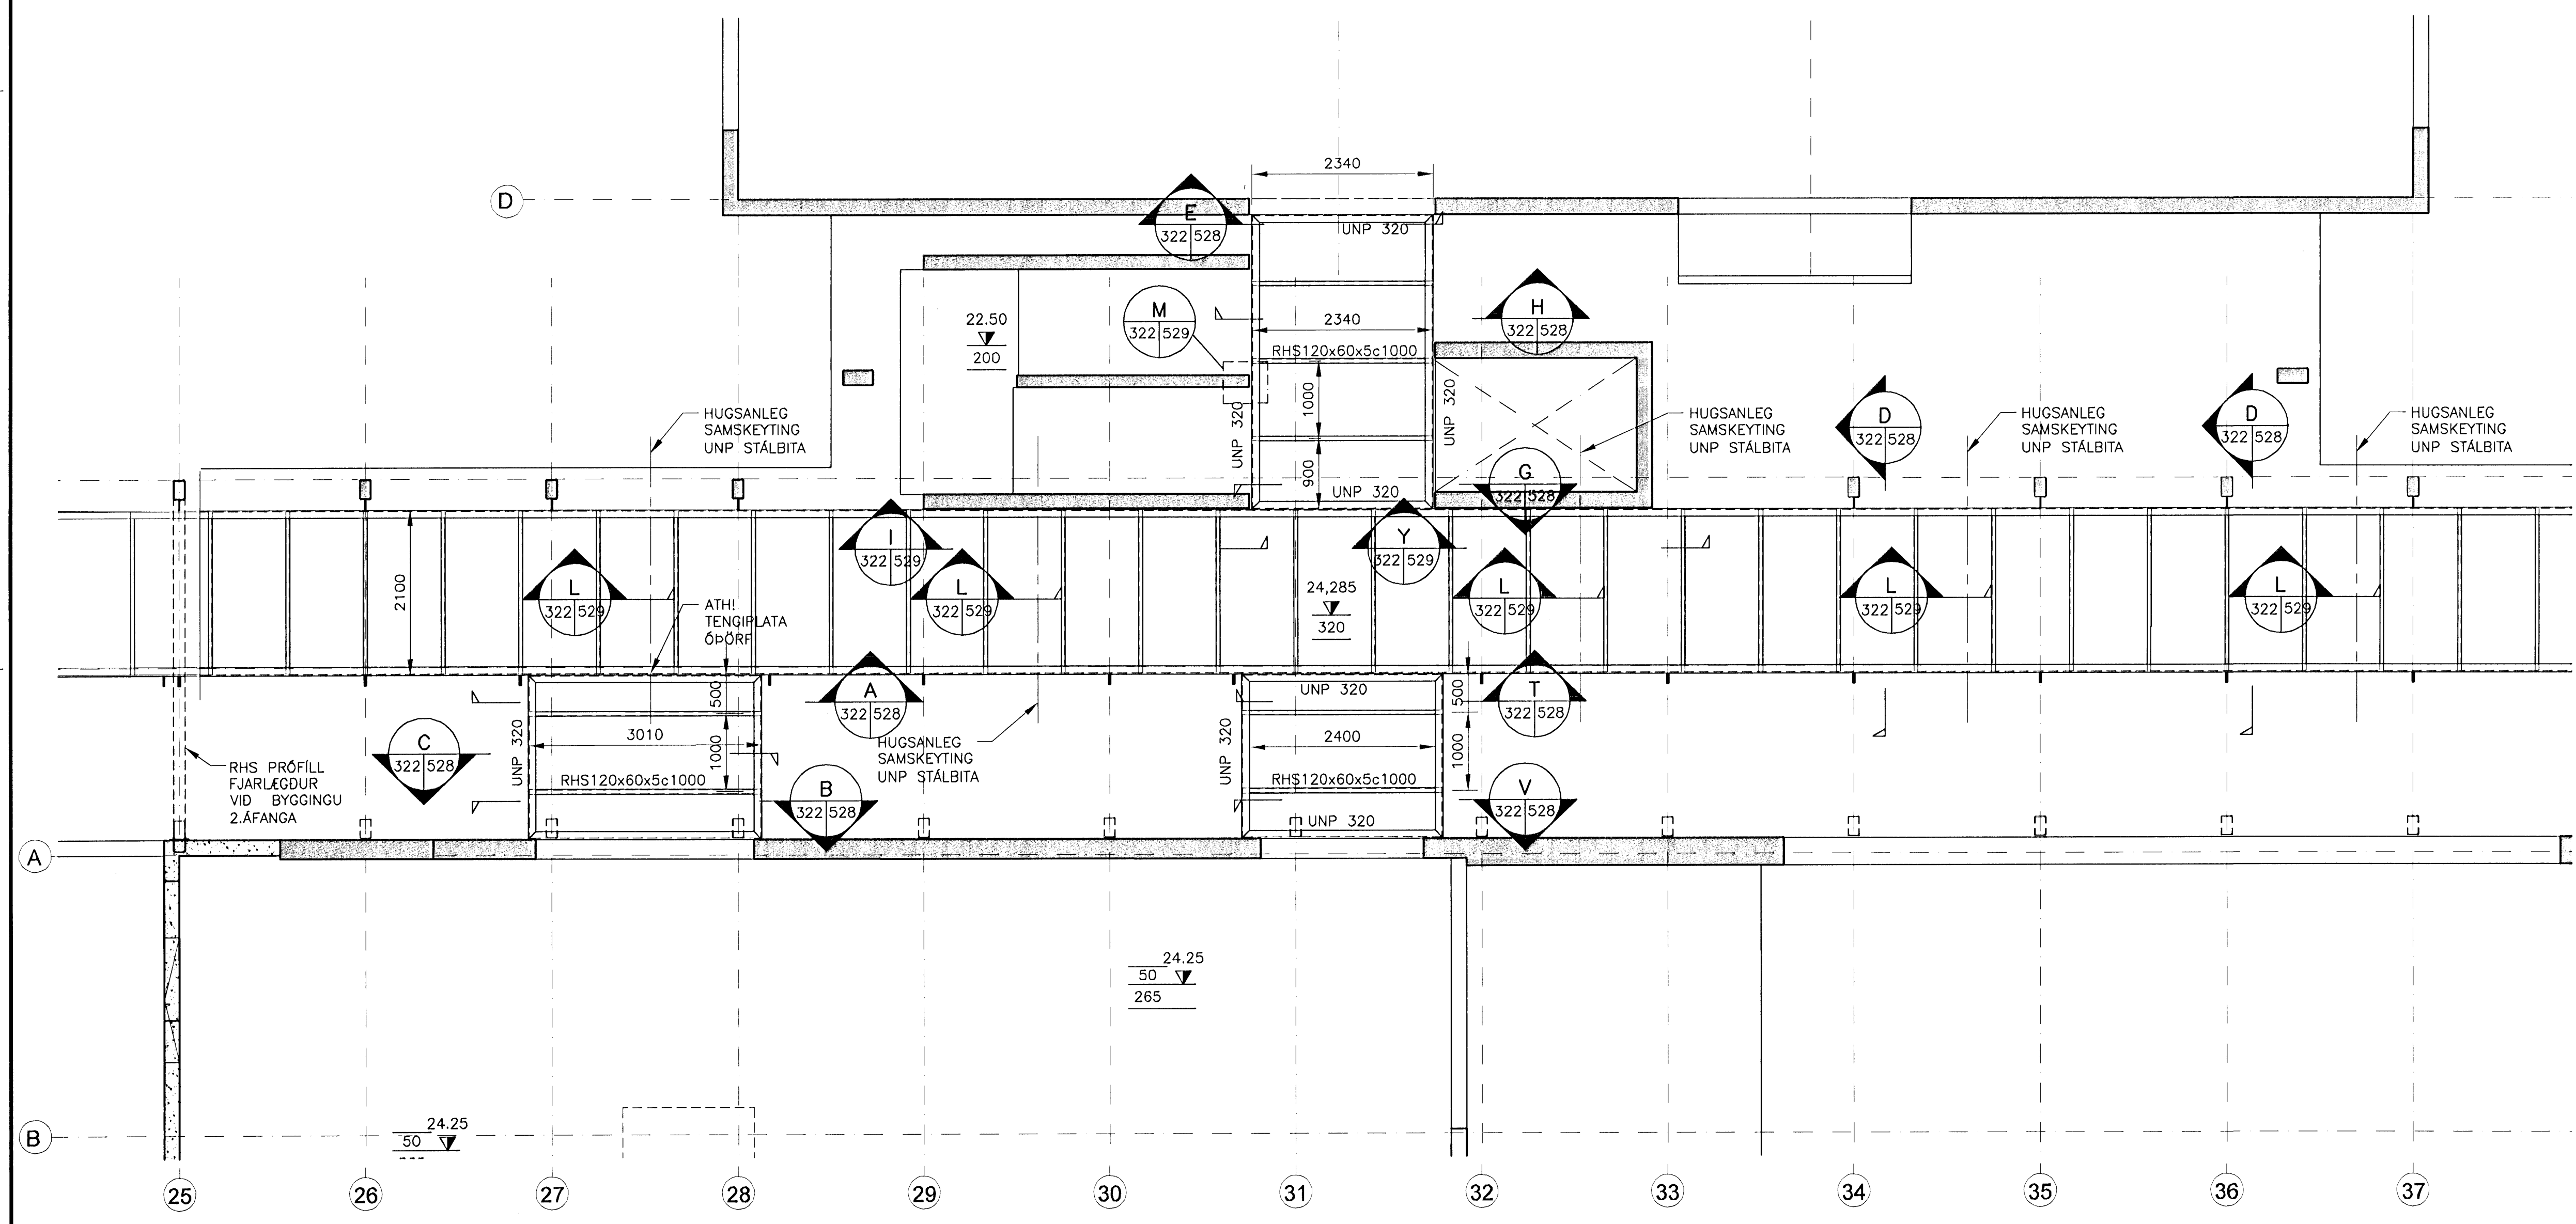 2340
D
E
322 528
UNP 320
H
322 528
M
322 529
22.50
200
2340
RHS120x60x5c1000
1000
UNP 320
UNP 320
900
UNP 320
HUGSANLEG
SAMSKEYTING
UNP STÁLBITA
HUGSANLEG
SAMSKEYTING
UNP STÁLBITA
D
322 528
HUGSANLEG
SAMSKEYTING
UNP STÁLBITA
D
322 528
HUGSANLEG
SAMSKEYTING
UNP STÁLBITA
G
322 528
I
322 529
Y
322 529
2100
L
322 529
L
322 529
L
322 529
L
322 529
L
322 529
24,285
320
ATH!
TENGIPLATA
ÓÞÖRF
500
1000
A
322 528
UNP 320
500
1000
T
322 528
C
322 528
UNP 320
3010
RHS120x60x5c1000
HUGSANLEG
SAMSKEYTING
UNP STÁLBITA
UNP 320
2400
RHS120x60x5c1000
UNP 320
RHS PRÓFÍLL
FJARLÆGDUR
VID BYGGINGU
2.ÁFANGA
B
322 528
V
322 528
A
24.25
50
265
24.25
50
B
25
26
27
28
29
30
31
32
33
34
35
36
37